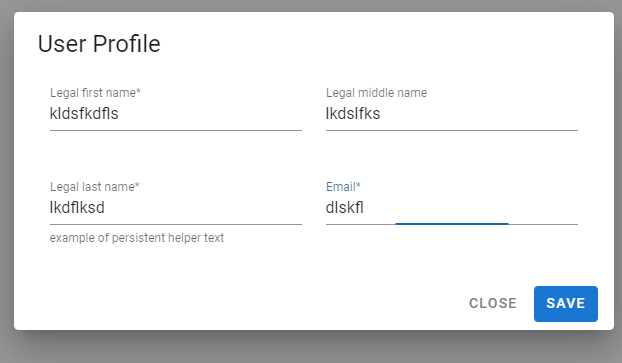 User Profile
Legal first name*
Legal middle name
kldsfkdfls
lkdslfks
Legal last name*
Email*
lkdflksd
dlskfl
example of persistent helper text
CLOSE
SAVE